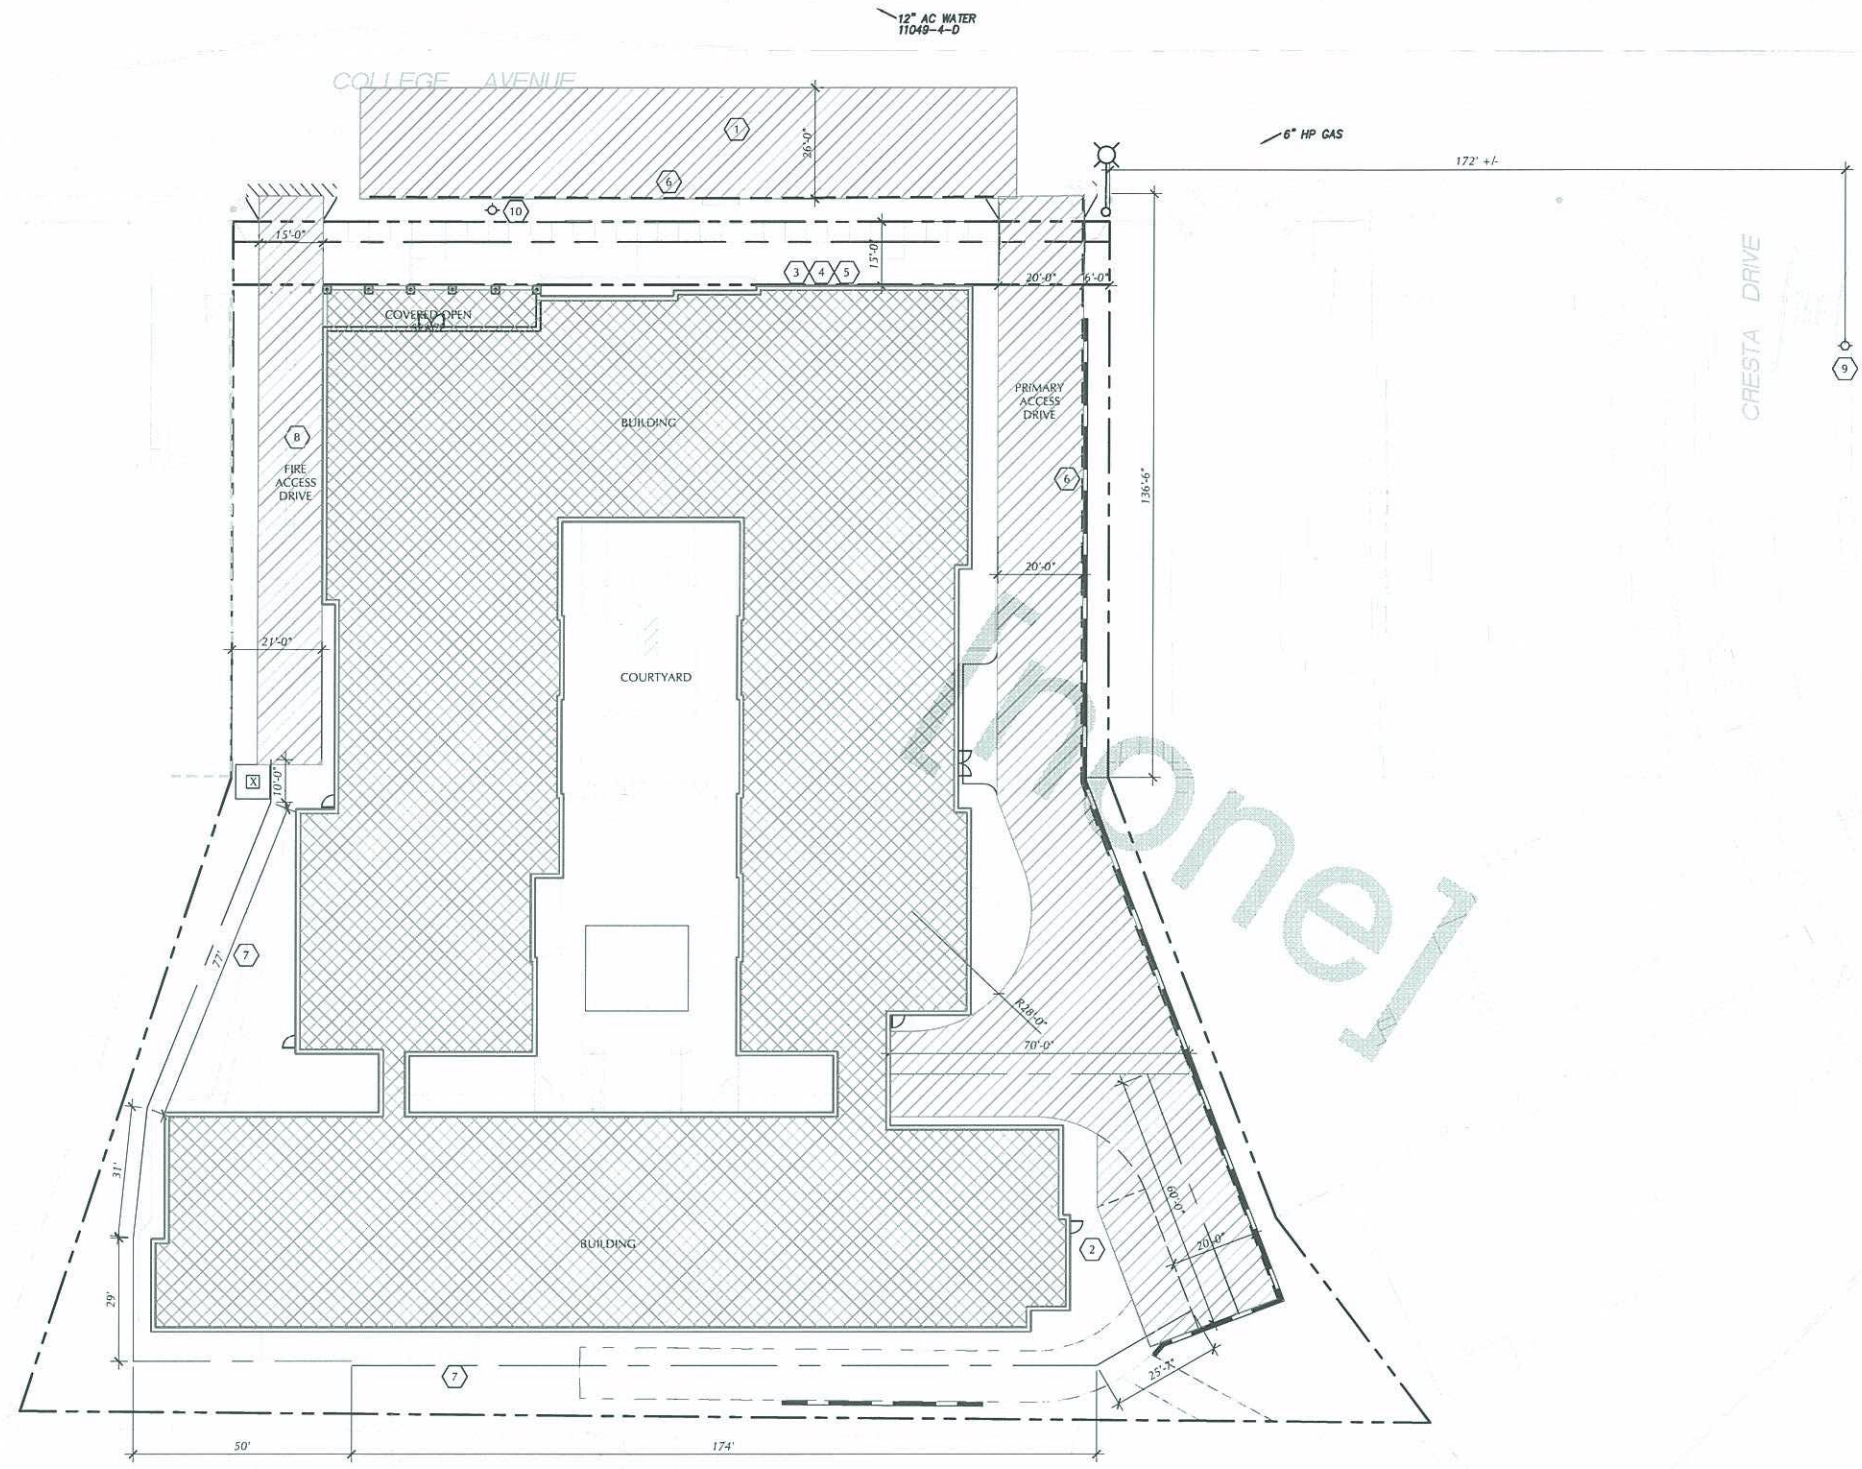 12" AC WATER
11049-4-D
COLLEGE AVENUE
1
26'-0"
6" HP GAS
172' +/-
6
10
15'-0"
15'-0"
3 4 5
20'-0"
6'-0"
COVERED OPEN
CRESTA DRIVE
9
PRIMARY
ACCESS
DRIVE
BUILDING
8
FIRE
ACCESS
DRIVE
6
136'-6"
20'-0"
21'-0"
COURTYARD
[none]
X
10'-0"
77'
7
R28'-0"
70'-0"
31'
60'-0"
20'-0"
2
BUILDING
29'
7
25'-7"
50'
174'